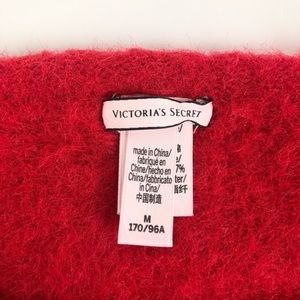 VICTORIA'S SECRET
made in China/
fabriqué en
Chine/hecho en
China/fabbricato
in Cina/
中国制造
M
170/96A
7%